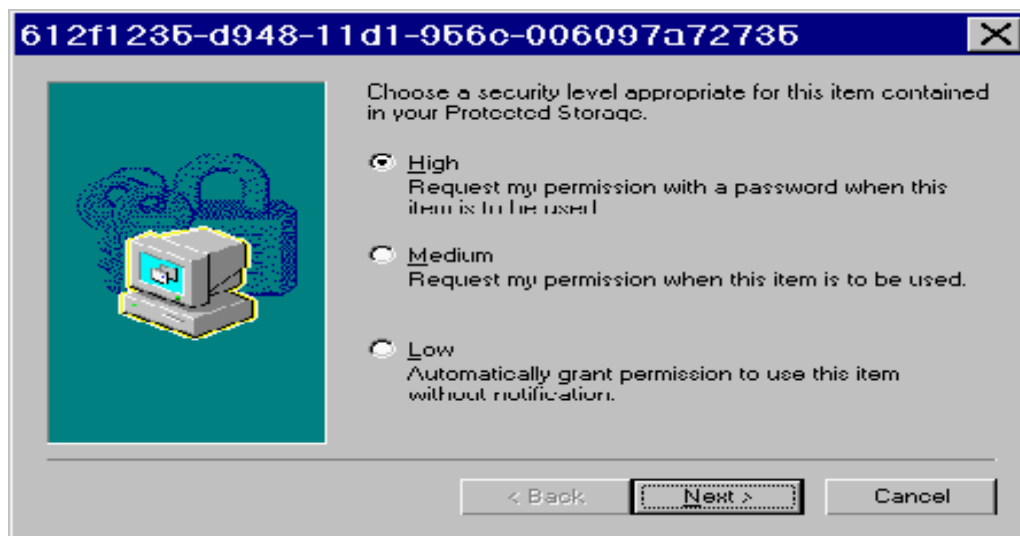 612f1235-d948-11d1-956c-006097a72735
Choose a security level appropriate for this item contained
in your Protected Storage.
High
Request my permission with a password when this
item is to be used
Medium
Request my permission when this item is to be used.
Low
Automatically grant permission to use this item
without notification.
< Back
Next >
Cancel